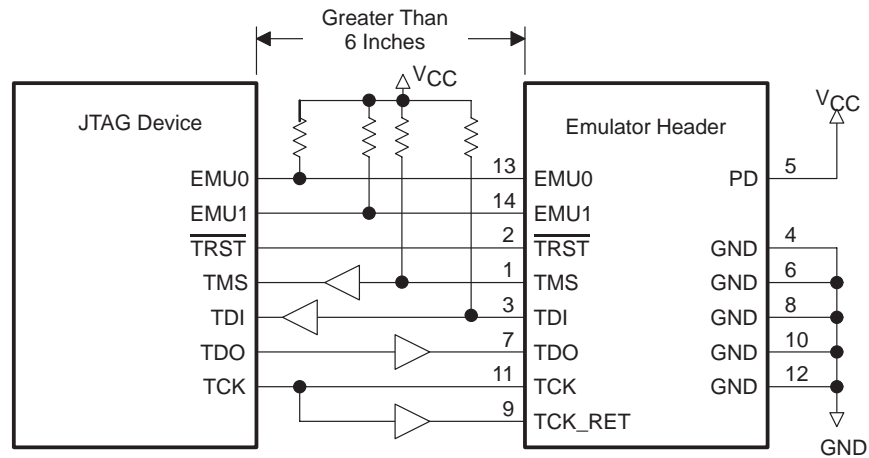 Greater Than
6 Inches
VCC
JTAG Device
Emulator Header
VCC
EMU0
13
EMU0
PD
5
EMU1
14
EMU1
TRST
2
TRST
GND
4
TMS
1
TMS
GND
6
TDI
3
TDI
GND
8
TDO
7
TDO
GND
10
TCK
11
TCK
GND
12
9
TCK_RET
GND